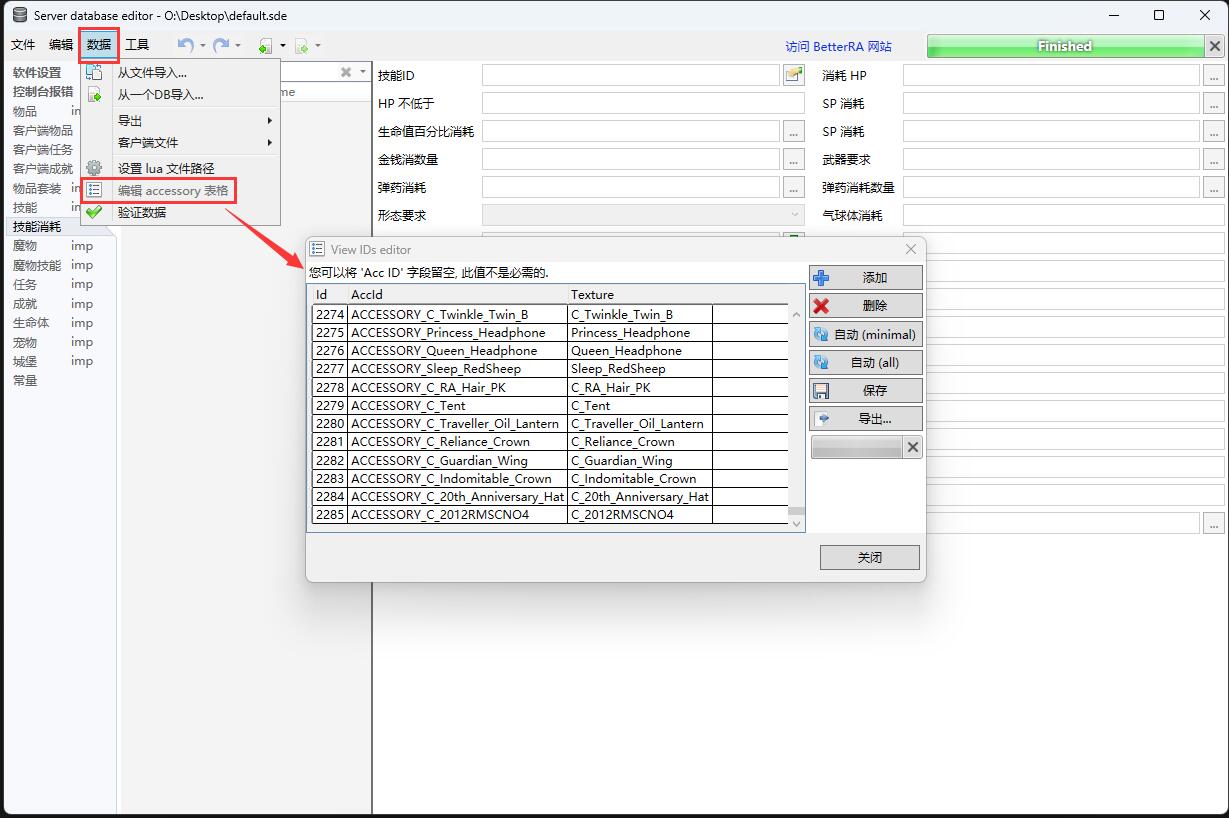 Server database editor - O:\Desktop\default.sde
文件 编辑 数据 工具
访问 BetterRA 网站
Finished
软件设置
控制台报错
物品
客户端物品
客户端任务
客户端成就
物品套装
技能
技能消耗
魔物 imp
魔物技能 imp
任务 imp
成就 imp
生命体 imp
宠物 imp
城堡 imp
常量
从文件导入...
从一个DB导入...
导出
客户端文件
设置 lua 文件路径
编辑 accessory 表格
验证数据
技能ID
消耗 HP
HP 不低于
SP 消耗
生命值百分比消耗
SP 消耗
金钱消数量
武器要求
弹药消耗
弹药消耗数量
形态要求
气球体消耗
View IDs editor
您可以将 'Acc ID' 字段留空, 此值不是必需的.
Id AccId Texture
2274 ACCESSORY_C_Twinkle_Twin_B C_Twinkle_Twin_B
2275 ACCESSORY_Princess_Headphone Princess_Headphone
2276 ACCESSORY_Queen_Headphone Queen_Headphone
2277 ACCESSORY_Sleep_RedSheep Sleep_RedSheep
2278 ACCESSORY_C_RA_Hair_PK C_RA_Hair_PK
2279 ACCESSORY_C_Tent C_Tent
2280 ACCESSORY_C_Traveller_Oil_Lantern C_Traveller_Oil_Lantern
2281 ACCESSORY_C_Reliance_Crown C_Reliance_Crown
2282 ACCESSORY_C_Guardian_Wing C_Guardian_Wing
2283 ACCESSORY_C_Indomitable_Crown C_Indomitable_Crown
2284 ACCESSORY_C_20th_Anniversary_Hat C_20th_Anniversary_Hat
2285 ACCESSORY_C_2012RMSCNO4 C_2012RMSCNO4
添加
删除
自动 (minimal)
自动 (all)
保存
导出...
关闭